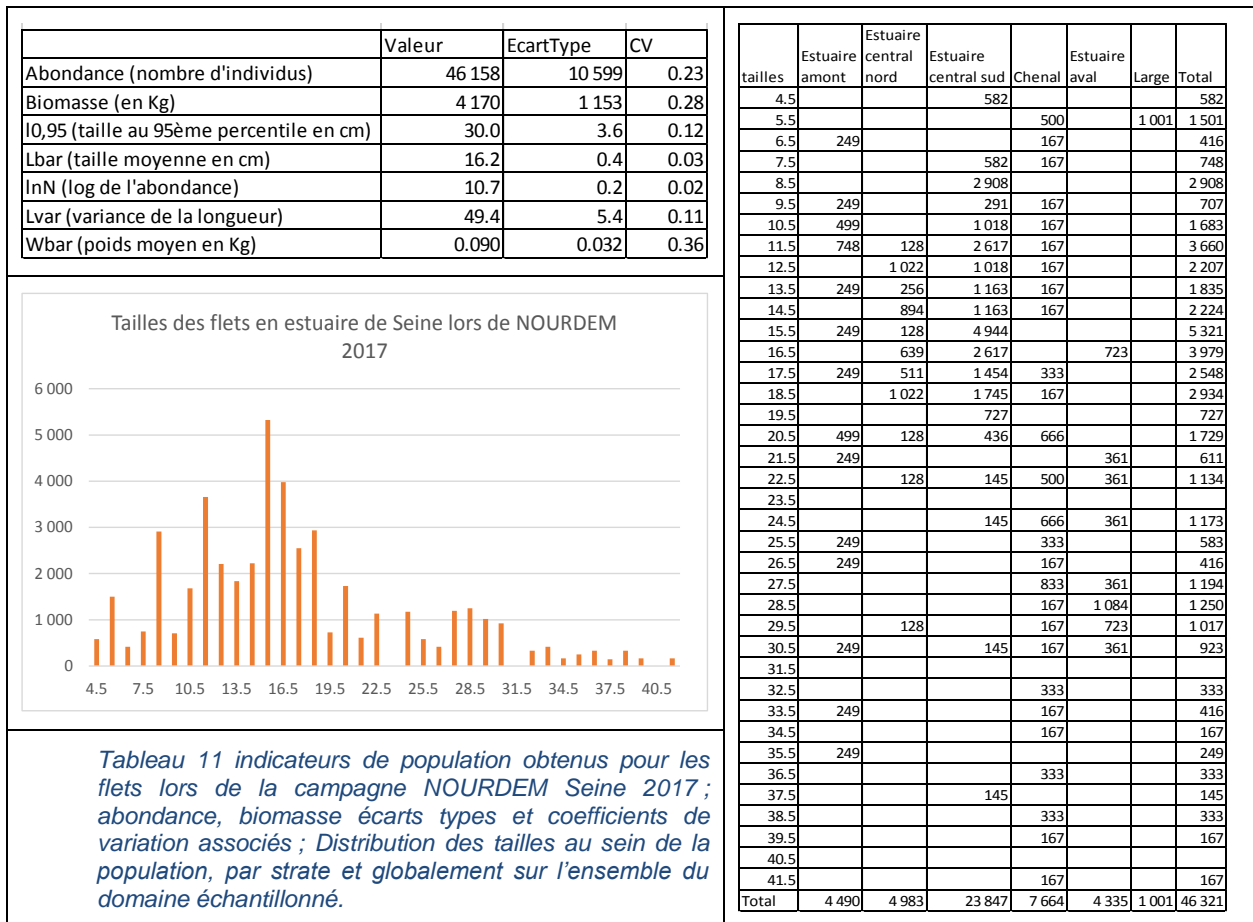 Valeur EcartType CV
Abondance (nombre d'individus) 46 158 10 599 0.23
Biomasse (en Kg) 4 170 1 153 0.28
l0,95 (taille au 95ème percentile en cm) 30.0 3.6 0.12
Lbar (taille moyenne en cm) 16.2 0.4 0.03
lnN (log de l'abondance) 10.7 0.2 0.02
Lvar (variance de la longueur) 49.4 5.4 0.11
Wbar (poids moyen en Kg) 0.090 0.032 0.36
Tailles des flets en estuaire de Seine lors de NOURDEM
2017
6 000
5 000
4 000
3 000
2 000
1 000
0
4.5 7.5 10.5 13.5 16.5 19.5 22.5 25.5 28.5 31.5 34.5 37.5 40.5
Tableau 11 indicateurs de population obtenus pour les
flets lors de la campagne NOURDEM Seine 2017 ;
abondance, biomasse écarts types et coefficients de
variation associés ; Distribution des tailles au sein de la
population, par strate et globalement sur l'ensemble du
domaine échantillonné.
Estuaire
Estuaire central Estuaire Estuaire
tailles amont nord central sud Chenal aval Large Total
4.5 582 582
5.5 500 1 001 1 501
6.5 249 167 416
7.5 582 167 748
8.5 2 908 2 908
9.5 249 291 167 707
10.5 499 1 018 167 1 683
11.5 748 128 2 617 167 3 660
12.5 1 022 1 018 167 2 207
13.5 249 256 1 163 167 1 835
14.5 894 1 163 167 2 224
15.5 249 128 4 944 5 321
16.5 639 2 617 723 3 979
17.5 249 511 1 454 333 2 548
18.5 1 022 1 745 167 2 934
19.5 727 727
20.5 499 128 436 666 1 729
21.5 249 361 611
22.5 128 145 500 361 1 134
23.5
24.5 145 666 361 1 173
25.5 249 333 583
26.5 249 167 416
27.5 833 361 1 194
28.5 167 1 084 1 250
29.5 128 167 723 1 017
30.5 249 145 167 361 923
31.5
32.5 333 333
33.5 249 167 416
34.5 167 167
35.5 249 249
36.5 333 333
37.5 145 145
38.5 333 333
39.5 167 167
40.5
41.5 167 167
Total 4 490 4 983 23 847 7 664 4 335 1 001 46 321